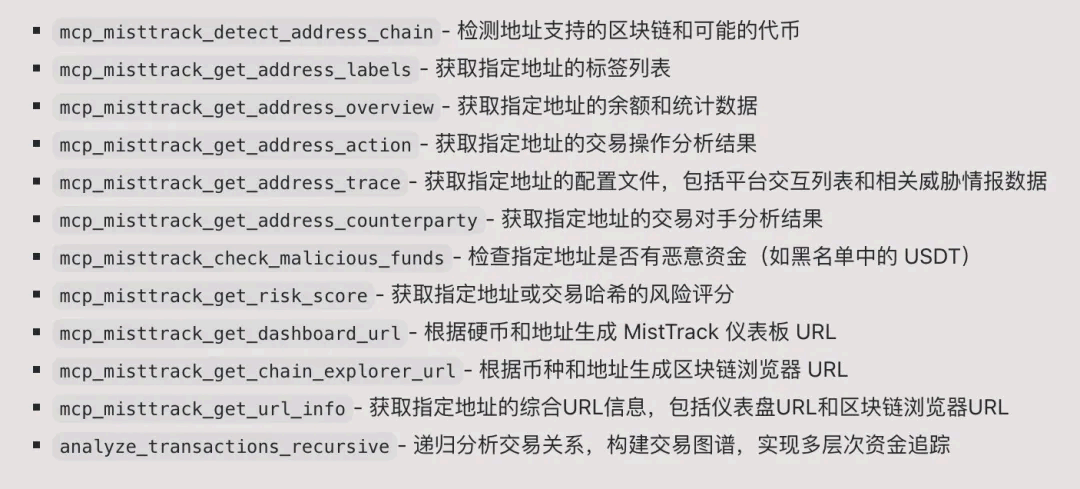 ▪ mcp_misttrack_detect_address_chain - 检测地址支持的区块链和可能的代币
▪ mcp_misttrack_get_address_labels - 获取指定地址的标签列表
▪ mcp_misttrack_get_address_overview - 获取指定地址的余额和统计数据
▪ mcp_misttrack_get_address_action - 获取指定地址的交易操作分析结果
▪ mcp_misttrack_get_address_trace - 获取指定地址的配置文件，包括平台交互列表和相关威胁情报数据
▪ mcp_misttrack_get_address_counterparty - 获取指定地址的交易对手分析结果
▪ mcp_misttrack_check_malicious_funds - 检查指定地址是否有恶意资金（如黑名单中的 USDT）
▪ mcp_misttrack_get_risk_score - 获取指定地址或交易哈希的风险评分
▪ mcp_misttrack_get_dashboard_url - 根据硬币和地址生成 MistTrack 仪表板 URL
▪ mcp_misttrack_get_chain_explorer_url - 根据币种和地址生成区块链浏览器 URL
▪ mcp_misttrack_get_url_info - 获取指定地址的综合URL信息，包括仪表盘URL和区块链浏览器URL
▪ analyze_transactions_recursive - 递归分析交易关系，构建交易图谱，实现多层次资金追踪